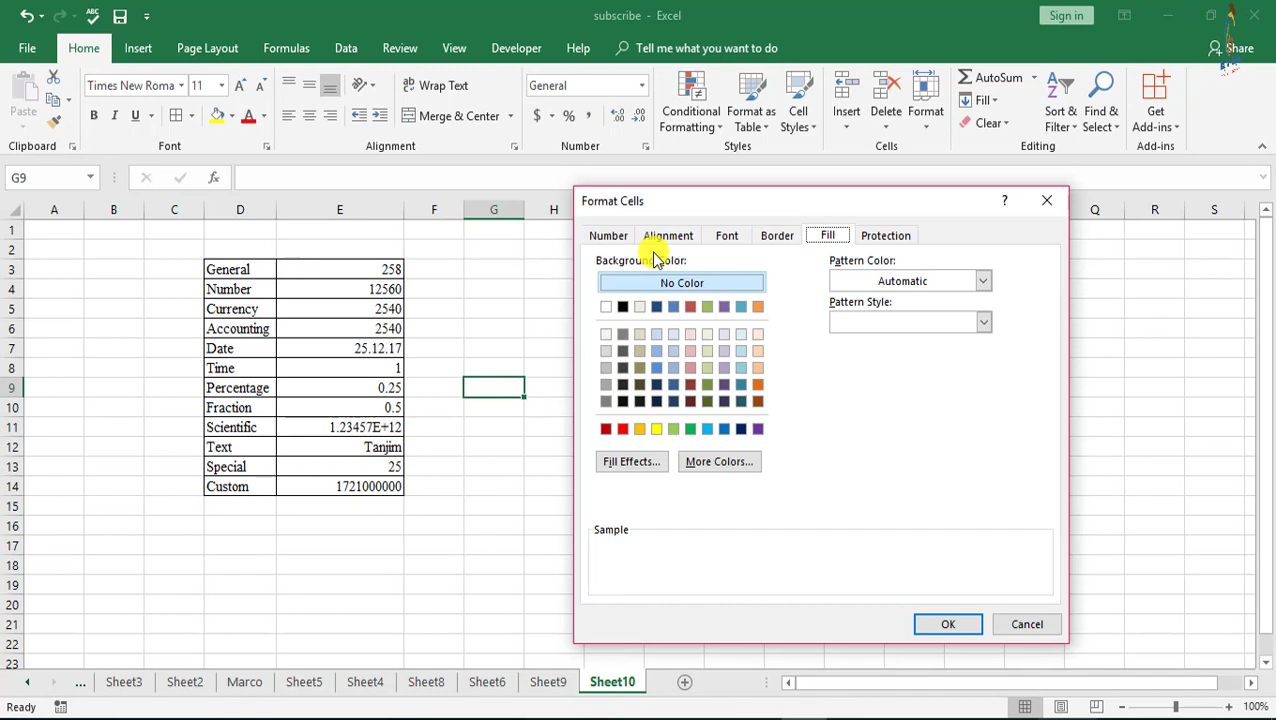 subscribe - Excel
Sign in
File
Home
Insert
Page Layout
Formulas
Data
Review
View
Developer
Help
Tell me what you want to do
Share
Paste
Clipboard
Times New Roma
11
B I U
Font
Wrap Text
Merge & Center
Alignment
General
$ % ,
Number
Conditional
Formatting
Format as
Table
Cell
Styles
Styles
Insert
Delete
Format
Cells
AutoSum
Fill
Clear
Sort &
Filter
Find &
Select
Editing
Get
Add-ins
Add-ins
G9
fx
A B C D E F G H Q R S
1
2
3 General 258
4 Number 12560
5 Currency 2540
6 Accounting 2540
7 Date 25.12.17
8 Time 1
9 Percentage 0.25
10 Fraction 0.5
11 Scientific 1.23457E+12
12 Text Tanjim
13 Special 25
14 Custom 1721000000
15
16
17
18
19
20
21
22
23
Format Cells
?
Number
Alignment
Font
Border
Fill
Protection
Background Color:
No Color
Fill Effects...
More Colors...
Pattern Color:
Automatic
Pattern Style:
Sample
OK
Cancel
...
Sheet3
Sheet2
Marco
Sheet5
Sheet4
Sheet8
Sheet6
Sheet9
Sheet10
Ready
100%